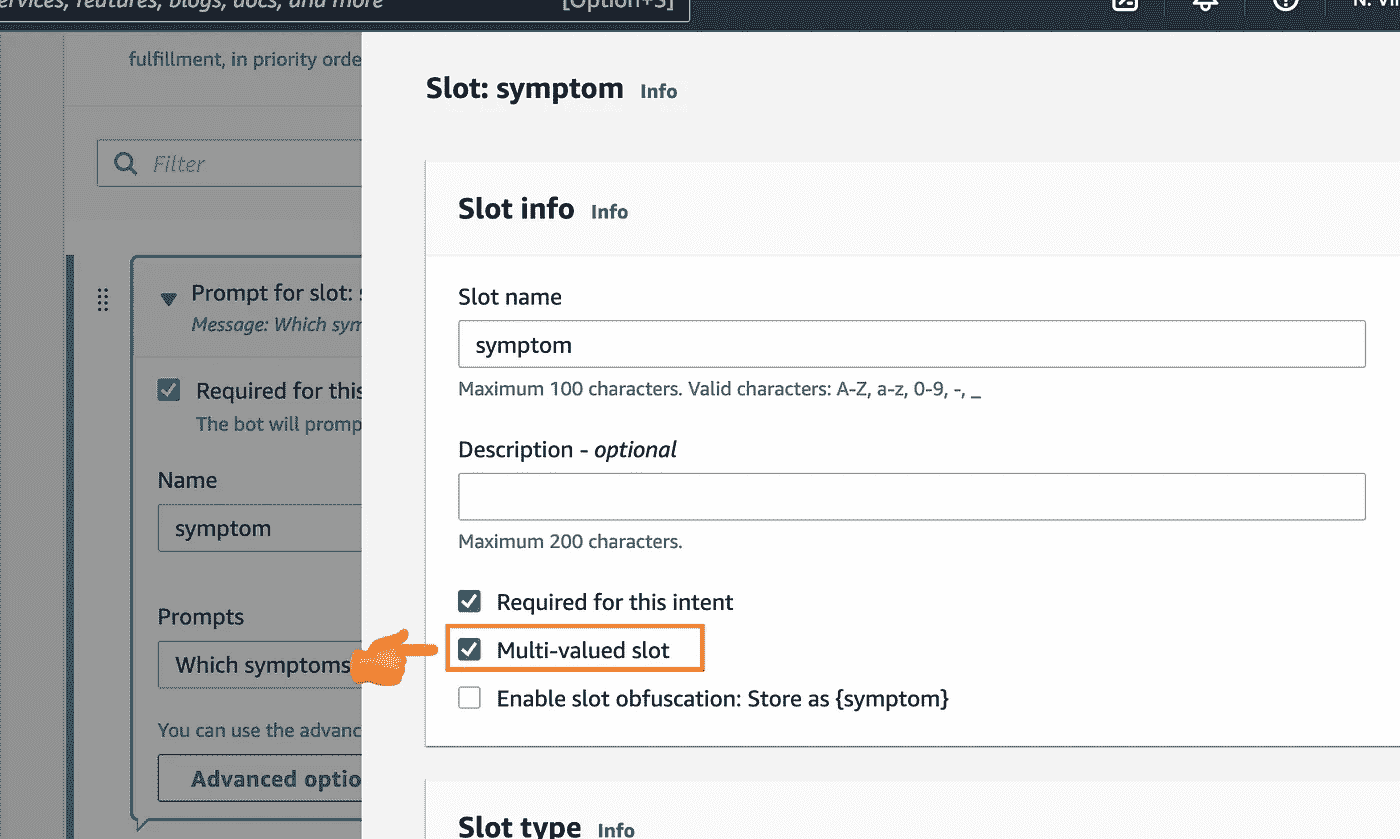 features, blogs, docs, and more
[Option+S]
fulfillment, in priority orde
Filter
Prompt for slot:
Message: Which sym
Required for this
The bot will promp
Name
symptom
Prompts
Which symptoms
You can use the advanc
Advanced optio
Slot: symptom Info
Slot info Info
Slot name
symptom
Maximum 100 characters. Valid characters: A-Z, a-z, 0-9, -, _
Description - optional
Maximum 200 characters.
Required for this intent
Multi-valued slot
Enable slot obfuscation: Store as {symptom}
Slot type Info